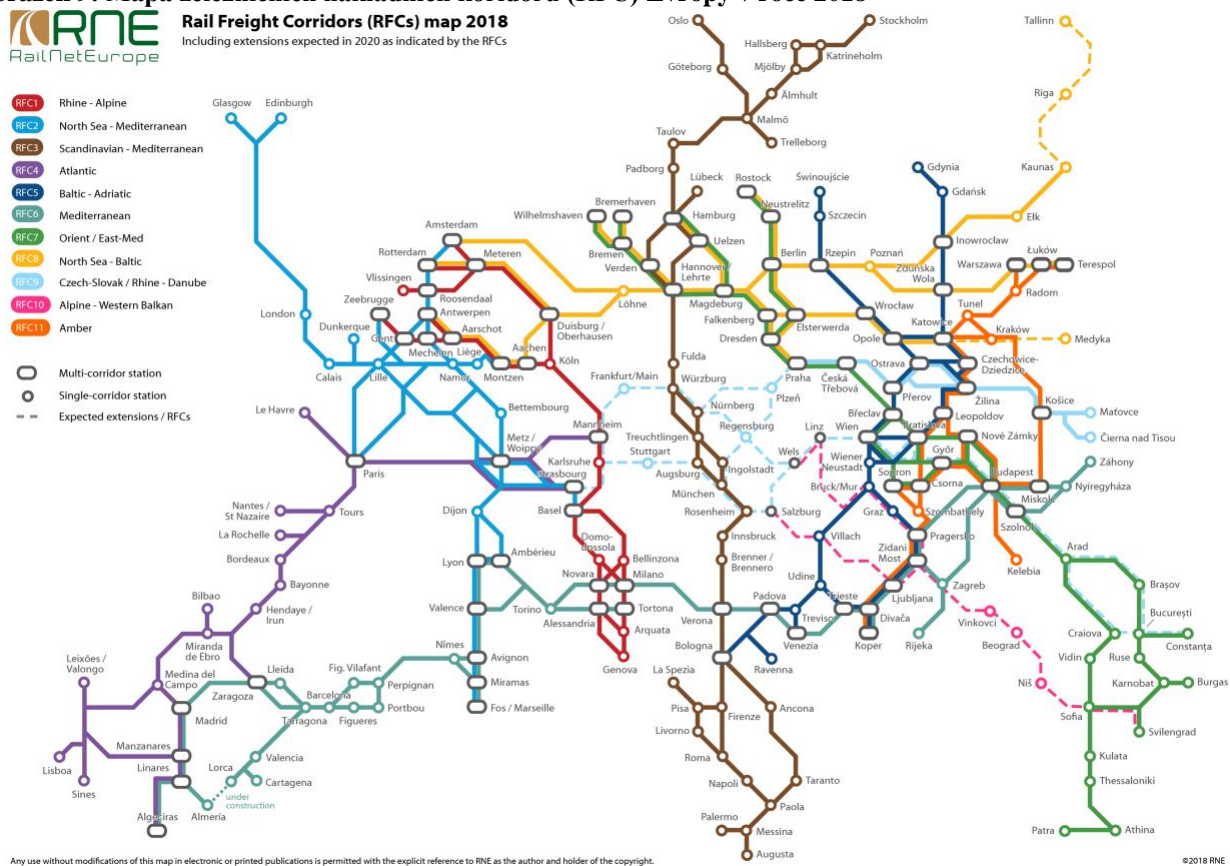 RNE
RailNetEurope
Rail Freight Corridors (RFCs) map 2018
Including extensions expected in 2020 as indicated by the RFCs
RFC1 Rhine - Alpine
RFC2 North Sea - Mediterranean
RFC3 Scandinavian - Mediterranean
RFC4 Atlantic
RFC5 Baltic - Adriatic
RFC6 Mediterranean
RFC7 Orient / East-Med
RFC8 North Sea - Baltic
RFC9 Czech-Slovak / Rhine - Danube
RFC10 Alpine - Western Balkan
RFC11 Amber
Multi-corridor station
Single-corridor station
Expected extensions / RFCs
Oslo
Stockholm
Hallsberg
Katrineholm
Göteborg
Mjölby
Älmhult
Malmö
Taulov
Trelleborg
Padborg
Tallinn
Riga
Kaunas
Ełk
Glasgow
Edinburgh
Lübeck
Rostock
Świnoujście
Gdynia
Gdańsk
Bremerhaven
Wilhelmshaven
Hamburg
Neustrelitz
Szczecin
Amsterdam
Bremen
Uelzen
Inowrocław
Rotterdam
Meteren
Verden
Hannover/
Lehrte
Berlin
Rzepin
Poznań
Zduńska
Wola
Warszawa
Łuków
Terespol
Vlissingen
Roosendaal
Löhne
Magdeburg
Radom
Zeebrugge
Antwerpen
Duisburg /
Oberhausen
Falkenberg
Elsterwerda
Wrocław
Tunel
London
Dunkerque
Gent
Aarschot
Dresden
Opole
Katowice
Kraków
Medyka
Mechelen
Liège
Aachen
Köln
Calais
Lille
Namur
Montzen
Fulda
Praha
Česká
Třebová
Ostrava
Czechowice-
Dziedzice
Frankfurt/Main
Würzburg
Plzeň
Přerov
Žilina
Le Havre
Bettembourg
Mannheim
Nürnberg
Břeclav
Leopoldov
Košice
Maťovce
Čierna nad Tisou
Metz /
Woippy
Treuchtlingen
Regensburg
Linz
Wien
Bratislava
Nové Zámky
Paris
Karlsruhe
Strasbourg
Stuttgart
Augsburg
Ingolstadt
Wels
Wiener
Neustadt
Sopron
Győr
Csorna
Budapest
Miskolc
Záhony
Nyíregyháza
Nantes /
St Nazaire
Tours
Dijon
Basel
München
Rosenheim
Salzburg
Bruck/Mur
Graz
Szombathely
Szolnok
La Rochelle
Domo-
dossola
Innsbruck
Villach
Pragersko
Arad
Bordeaux
Lyon
Ambérieu
Bellinzona
Brenner /
Brennero
Zidani
Most
Kelebia
Bayonne
Novara
Milano
Udine
Ljubljana
Zagreb
Brașov
Bilbao
Hendaye /
Irun
Valence
Torino
Tortona
Padova
Trieste
Vinkovci
București
Alessandria
Verona
Treviso
Divača
Miranda
de Ebro
Arquata
Venezia
Koper
Rijeka
Beograd
Craiova
Constanța
Leixões /
Valongo
Medina del
Campo
Lleida
Fig. Vilafant
Nîmes
Avignon
Genova
Bologna
Ravenna
Vidin
Ruse
Zaragoza
Barcelona
Perpignan
Miramas
La Spezia
Niš
Karnobat
Burgas
Madrid
Tarragona
Figueres
Portbou
Fos / Marseille
Pisa
Firenze
Ancona
Sofia
Svilengrad
Manzanares
Livorno
Lisboa
Linares
Lorca
Valencia
Roma
Kulata
Sines
Cartagena
Napoli
Taranto
Thessaloniki
Algeciras
Almería
under
construction
Paola
Palermo
Messina
Augusta
Patra
Athina
Any use without modifications of this map in electronic or printed publications is permitted with the explicit reference to RNE as the author and holder of the copyright.
©2018 RNE